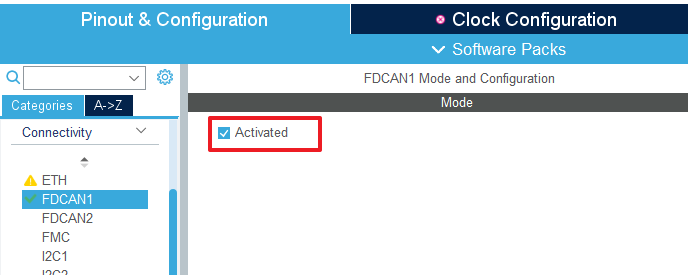 Pinout & Configuration
Clock Configuration
Software Packs
FDCAN1 Mode and Configuration
Categories
A->Z
Mode
Connectivity
Activated
ETH
FDCAN1
FDCAN2
FMC
I2C1
I2C2